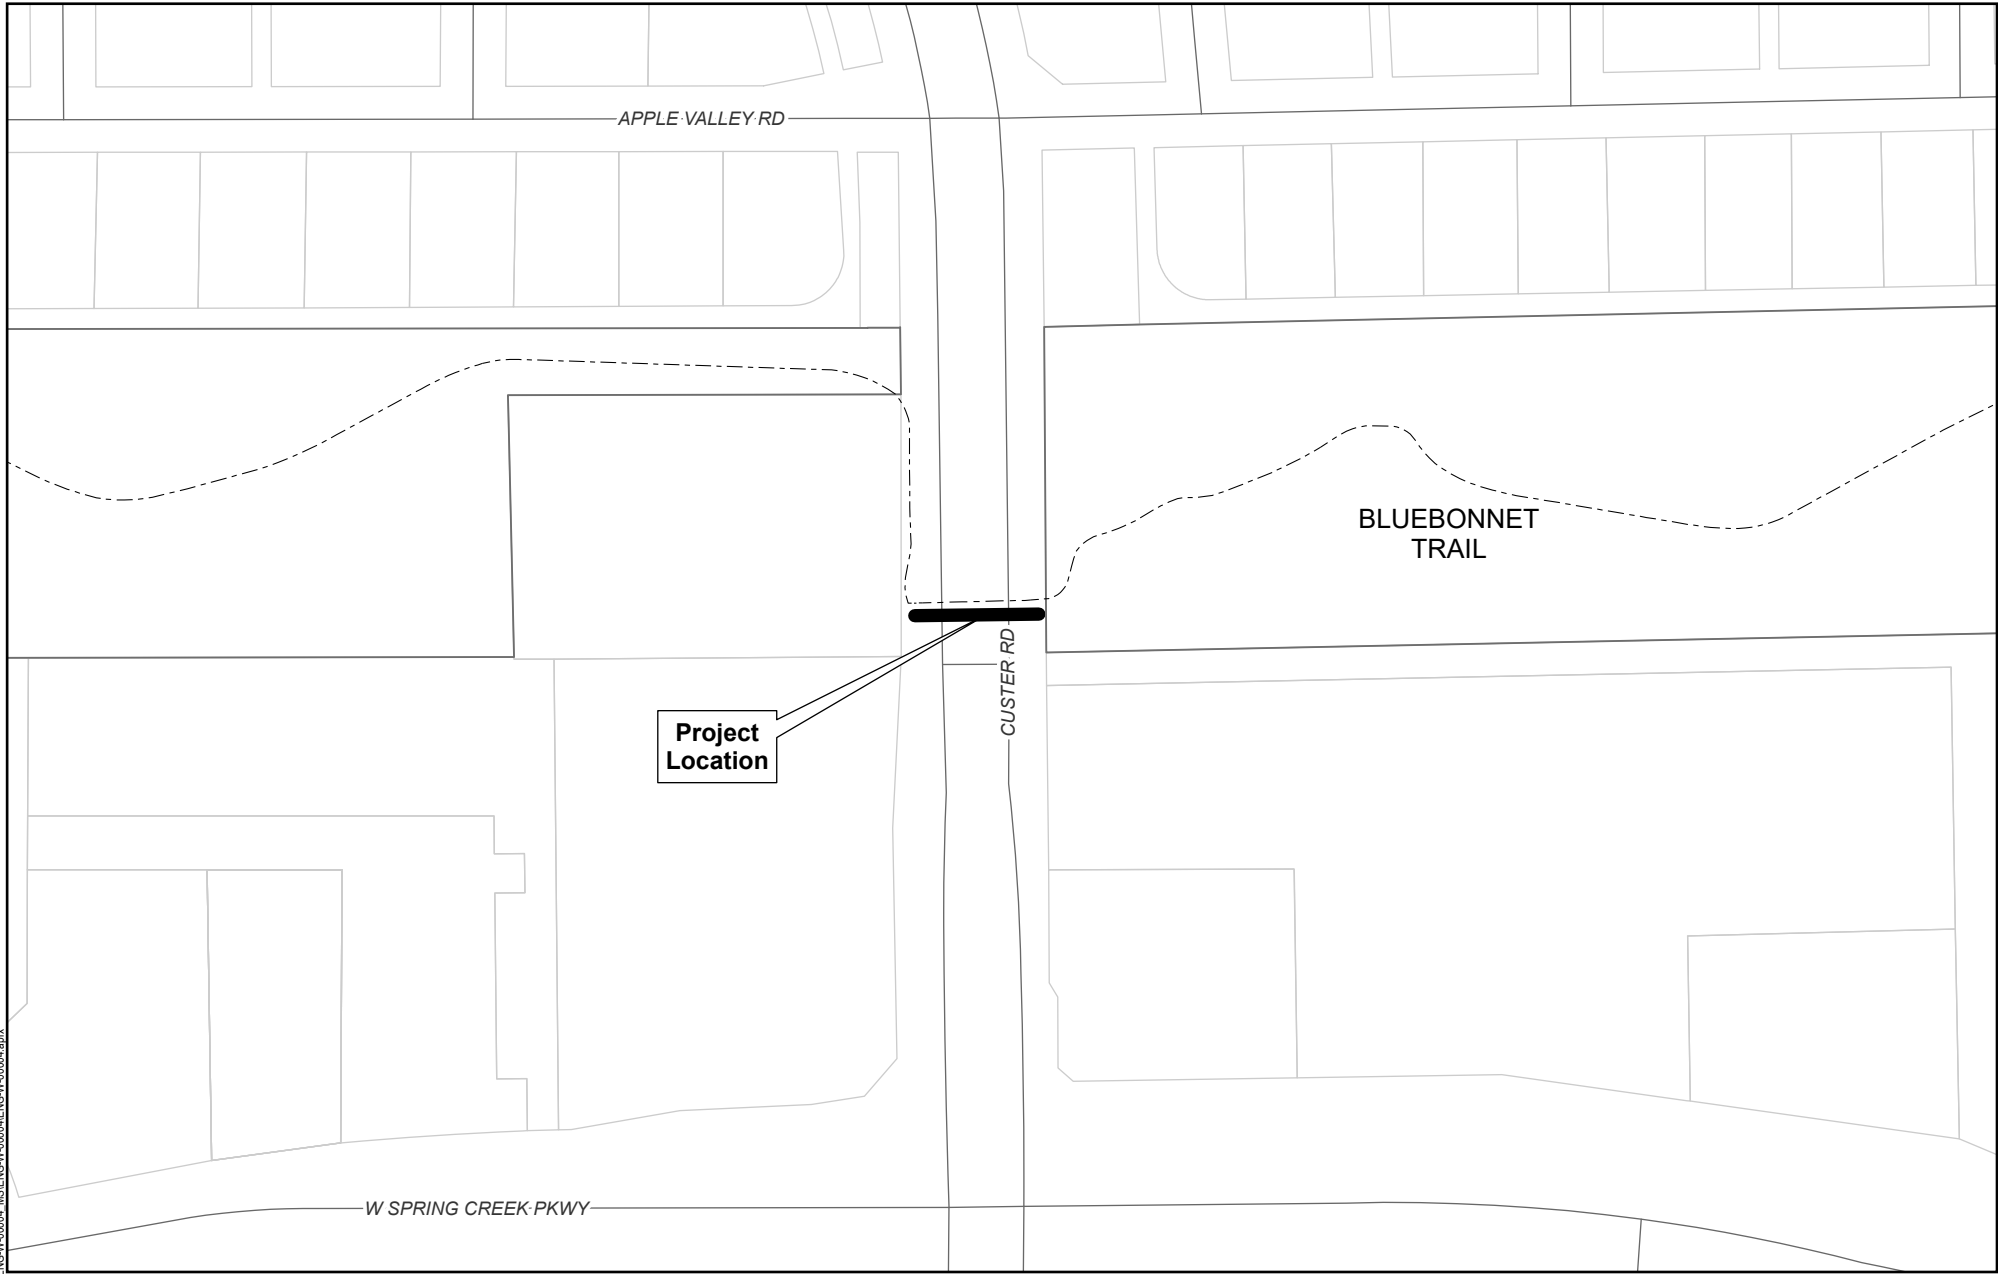 APPLE VALLEY RD
BLUEBONNET
TRAIL
CUSTER RD
Project
Location
W SPRING CREEK PKWY